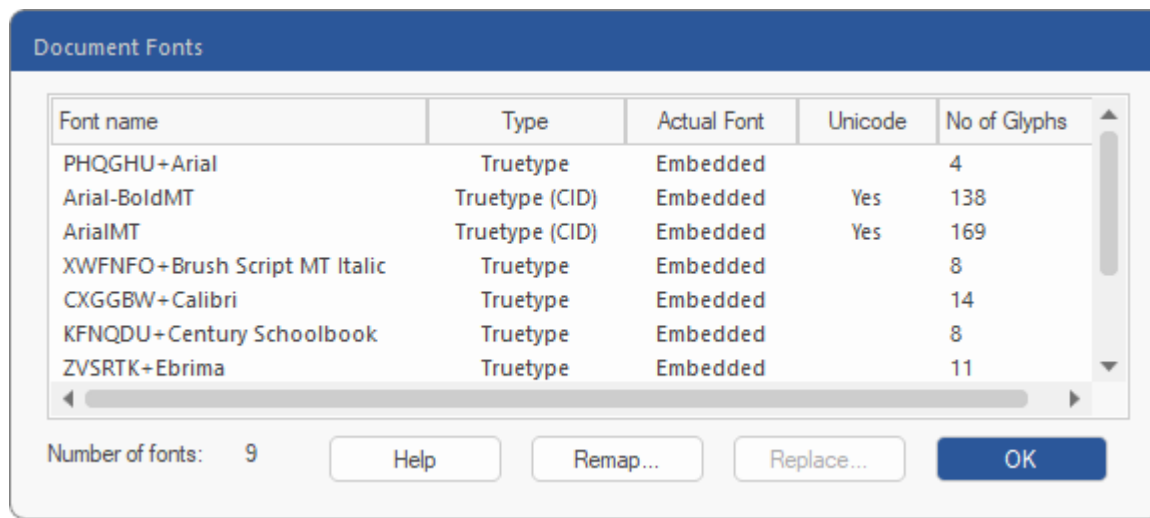 Document Fonts
Font name Type Actual Font Unicode No of Glyphs
PHQGHU+Arial Truetype Embedded 4
Arial-BoldMT Truetype (CID) Embedded Yes 138
ArialMT Truetype (CID) Embedded Yes 169
XWFNFO+Brush Script MT Italic Truetype Embedded 8
CXGGBW+Calibri Truetype Embedded 14
KFNQDU+Century Schoolbook Truetype Embedded 8
ZVSRTK+Ebrima Truetype Embedded 11
Number of fonts: 9 Help Remap... Replace... OK